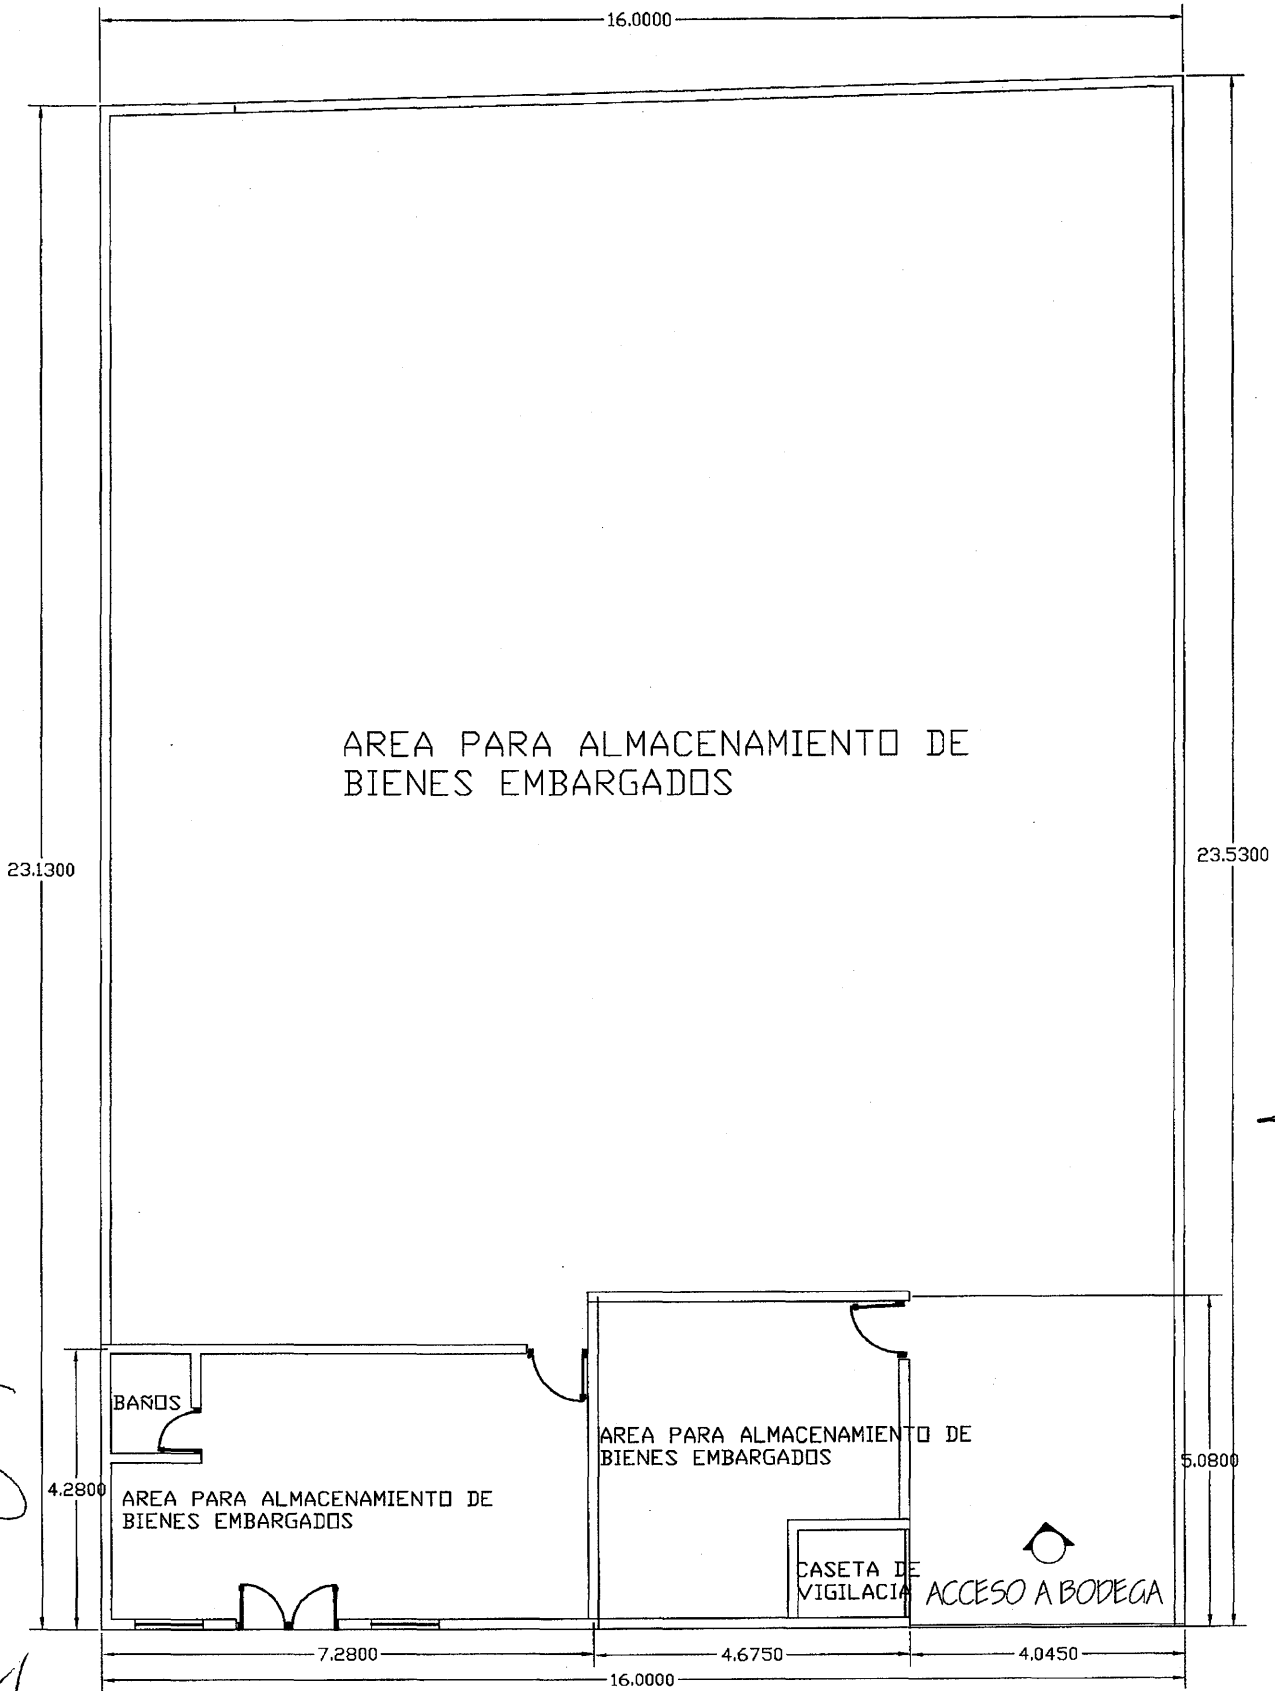 16.0000
AREA PARA ALMACENAMIENTO DE
BIENES EMBARGADOS
23.1300
23.5300
BAÑOS
AREA PARA ALMACENAMIENTO DE
BIENES EMBARGADOS
5.0800
4.2800
AREA PARA ALMACENAMIENTO DE
BIENES EMBARGADOS
CASETA DE
VIGILACIA
ACCESO A BODEGA
7.2800
4.6750
4.0450
16.0000